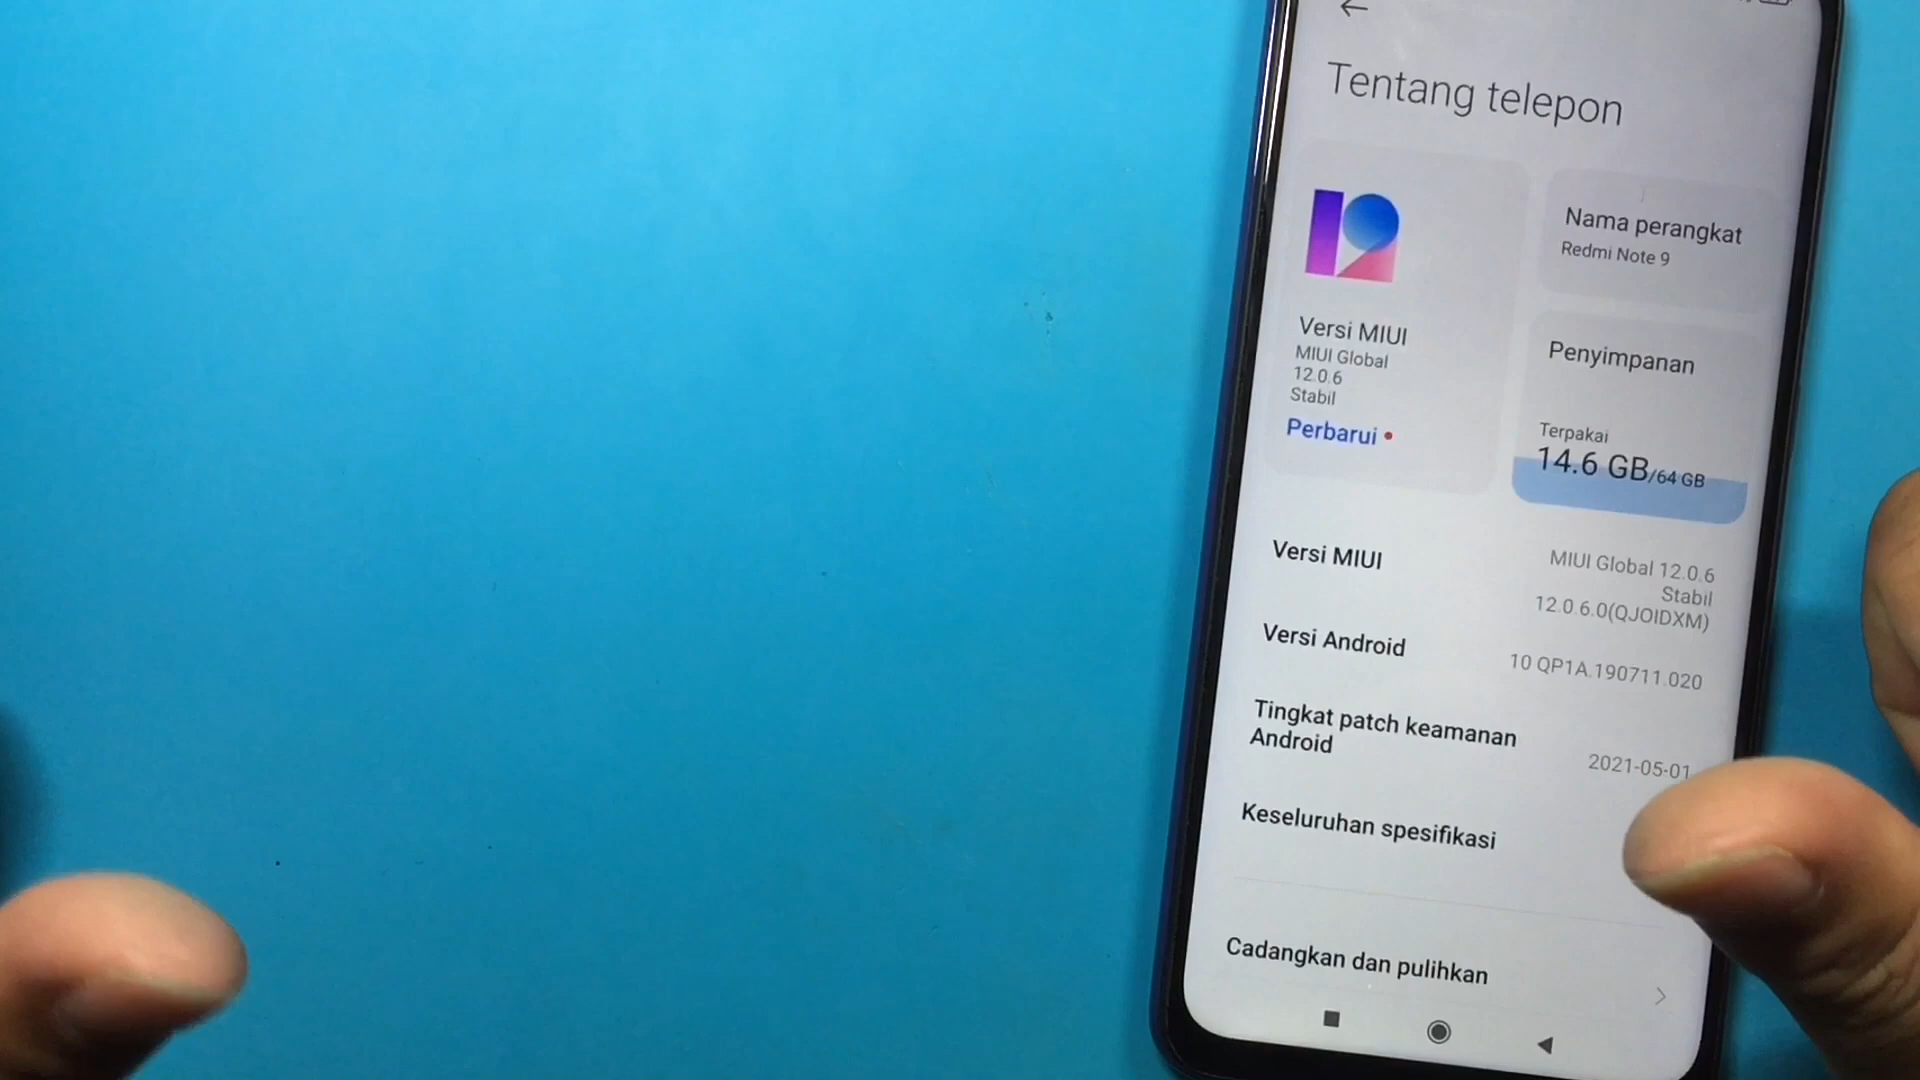 Tentang telepon
Nama perangkat
Redmi Note 9
Versi MIUI
MIUI Global
12.0.6
Stabil
Perbarui
Penyimpanan
Terpakai
14.6 GB/64 GB
Versi MIUI
MIUI Global 12.0.6
Stabil
12.0.6.0(QJOIDXM)
Versi Android
10 QP1A.190711.020
Tingkat patch keamanan
Android
2021-05-01
Keseluruhan spesifikasi
Cadangkan dan pulihkan